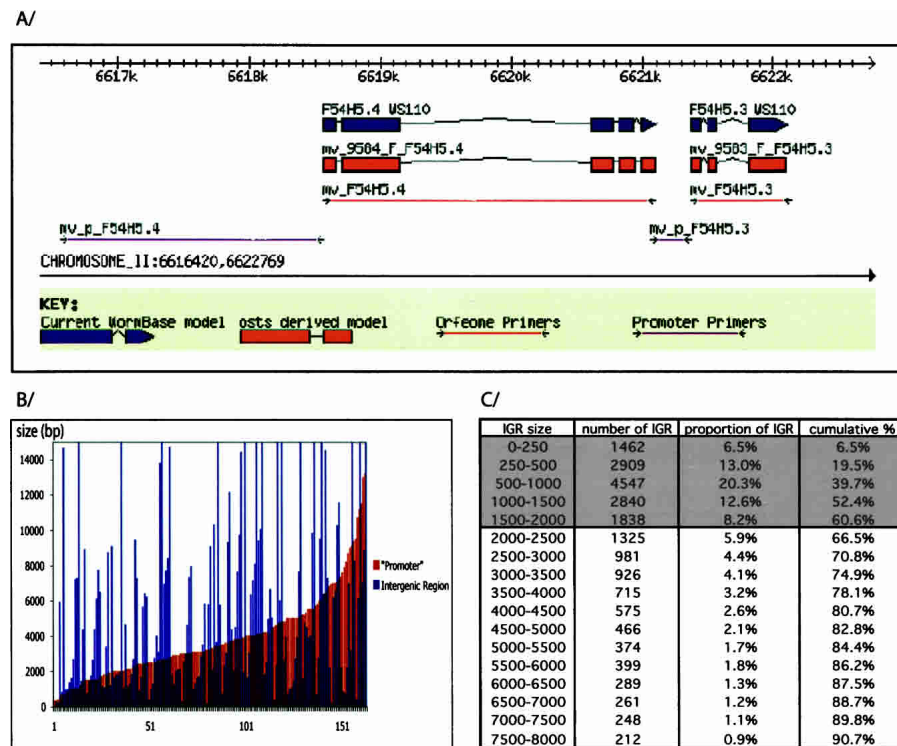 A/
6617k 6618k 6619k 6620k 6621k 6622k
F54H5.4 WS110 F54H5.3 WS110
mv_9504_F_F54H5.4 mv_9503_F_F54H5.3
mv_F54H5.4 mv_F54H5.3
mv_p_F54H5.4 mv_p_F54H5.3
CHROMOSOME_II:6616420,6622769
KEY:
Current WormBase model osts derived model Orfeome Primers Promoter Primers
B/
size (bp)
14000
12000
10000
8000
6000
4000
2000
0
1 51 101 151
"Promoter"
Intergenic Region
C/
IGR size number of IGR proportion of IGR cumulative %
0-250 1462 6.5% 6.5%
250-500 2909 13.0% 19.5%
500-1000 4547 20.3% 39.7%
1000-1500 2840 12.6% 52.4%
1500-2000 1838 8.2% 60.6%
2000-2500 1325 5.9% 66.5%
2500-3000 981 4.4% 70.8%
3000-3500 926 4.1% 74.9%
3500-4000 715 3.2% 78.1%
4000-4500 575 2.6% 80.7%
4500-5000 466 2.1% 82.8%
5000-5500 374 1.7% 84.4%
5500-6000 399 1.8% 86.2%
6000-6500 289 1.3% 87.5%
6500-7000 261 1.2% 88.7%
7000-7500 248 1.1% 89.8%
7500-8000 212 0.9% 90.7%